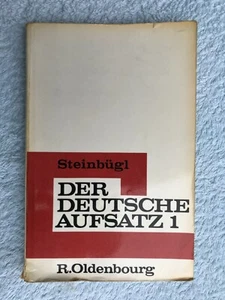 Steinbügl
DER
DEUTSCHE
AUFSATZ 1
R.Oldenbourg